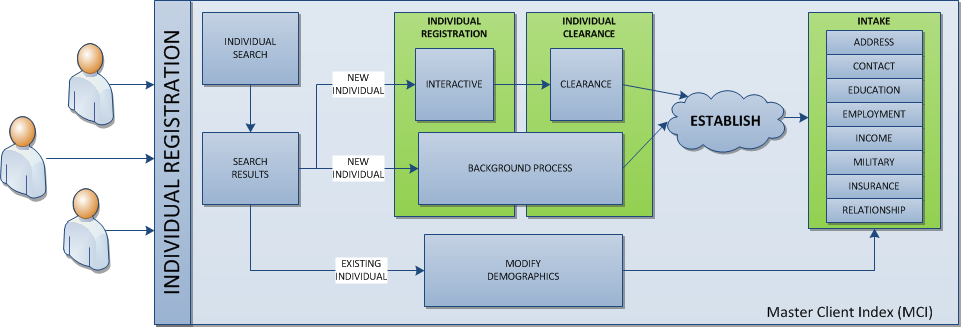 INDIVIDUAL REGISTRATION
INDIVIDUAL
SEARCH
SEARCH
RESULTS
NEW
INDIVIDUAL
NEW
INDIVIDUAL
EXISTING
INDIVIDUAL
INDIVIDUAL
REGISTRATION
INTERACTIVE
INDIVIDUAL
CLEARANCE
CLEARANCE
BACKGROUND PROCESS
MODIFY
DEMOGRAPHICS
ESTABLISH
INTAKE
ADDRESS
CONTACT
EDUCATION
EMPLOYMENT
INCOME
MILITARY
INSURANCE
RELATIONSHIP
Master Client Index (MCI)